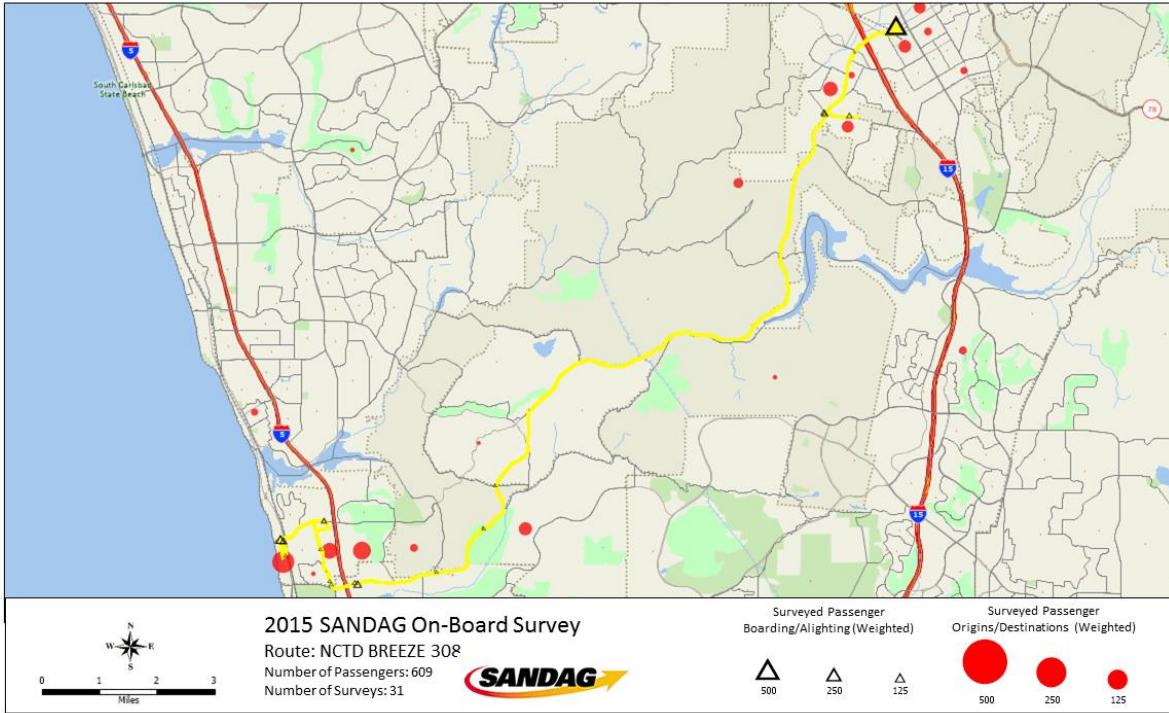 5
South Carlsbad
State Beach
78
15
5
15
2015 SANDAG On-Board Survey
Route: NCTD BREEZE 308
Number of Passengers: 609
Number of Surveys: 31
SANDAG
N
W E
S
0 1 2 3
Miles
Surveyed Passenger
Boarding/Alighting (Weighted)
500 250 125
Surveyed Passenger
Origins/Destinations (Weighted)
500 250 125